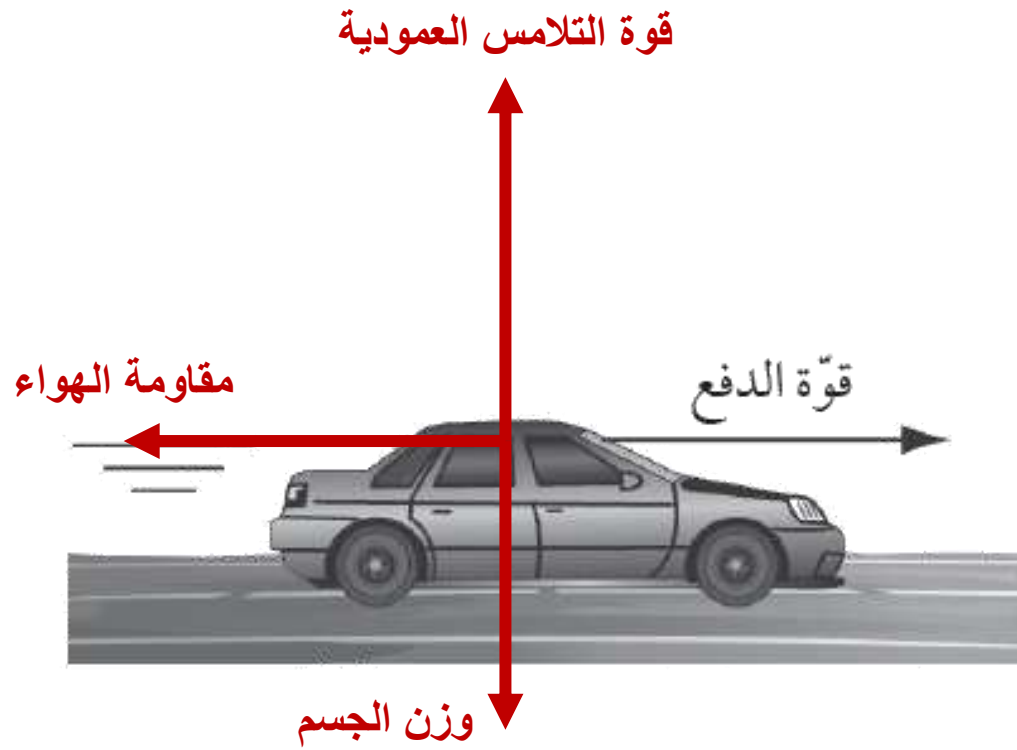 قوة التلامس العمودية
قوّة الدفع
مقاومة الهواء
وزن الجسم